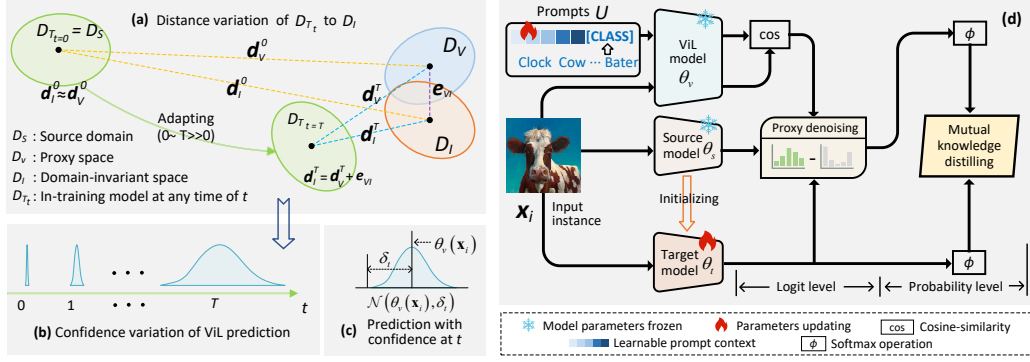 (a) Distance variation of D_{T_t} to D_I
D_{T_{t=0}} = D_S
d_I^0 ≈ d_V^0
d_V^0
d_I^0
D_V
d_V^T
e_{VI}
d_I^T
D_I
D_{T_{t=T}}
d_I^T = d_V^T + e_{VI}
Adapting
(0~ T>>0)
D_S : Source domain
D_v : Proxy space
D_I : Domain-invariant space
D_{T_t} : In-training model at any time of t
0 1 • • • T t
(b) Confidence variation of ViL prediction
δ_t
θ_v(x_i)
N(θ_v(x_i), δ_t)
(c) Prediction with
confidence at t
(d)
Prompts U
[CLASS]
Clock Cow ··· Bater
ViL
model
θ_v
cos
ϕ
Source
model θ_s
Proxy denoising
-
Mutual
knowledge
distilling
x_i
Input
instance
Initializing
Target
model θ_t
ϕ
Logit level
Probability level
Model parameters frozen
Parameters updating
cos Cosine-similarity
Learnable prompt context
ϕ Softmax operation